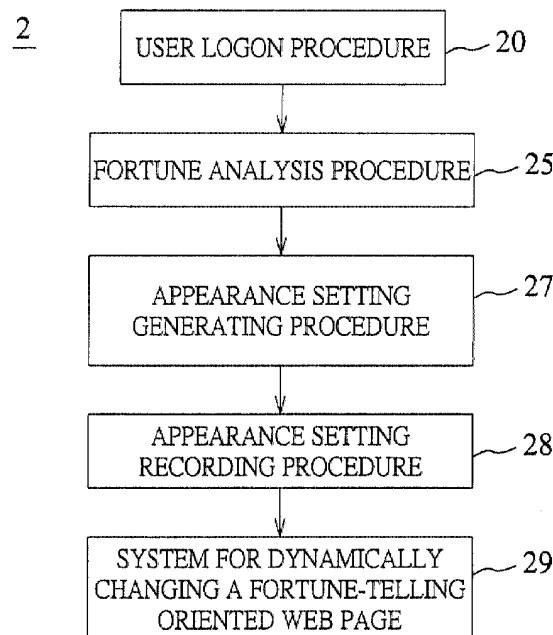 2
USER LOGON PROCEDURE
20
FORTUNE ANALYSIS PROCEDURE
25
APPEARANCE SETTING
GENERATING PROCEDURE
27
APPEARANCE SETTING
RECORDING PROCEDURE
28
SYSTEM FOR DYNAMICALLY
CHANGING A FORTUNE-TELLING
ORIENTED WEB PAGE
29